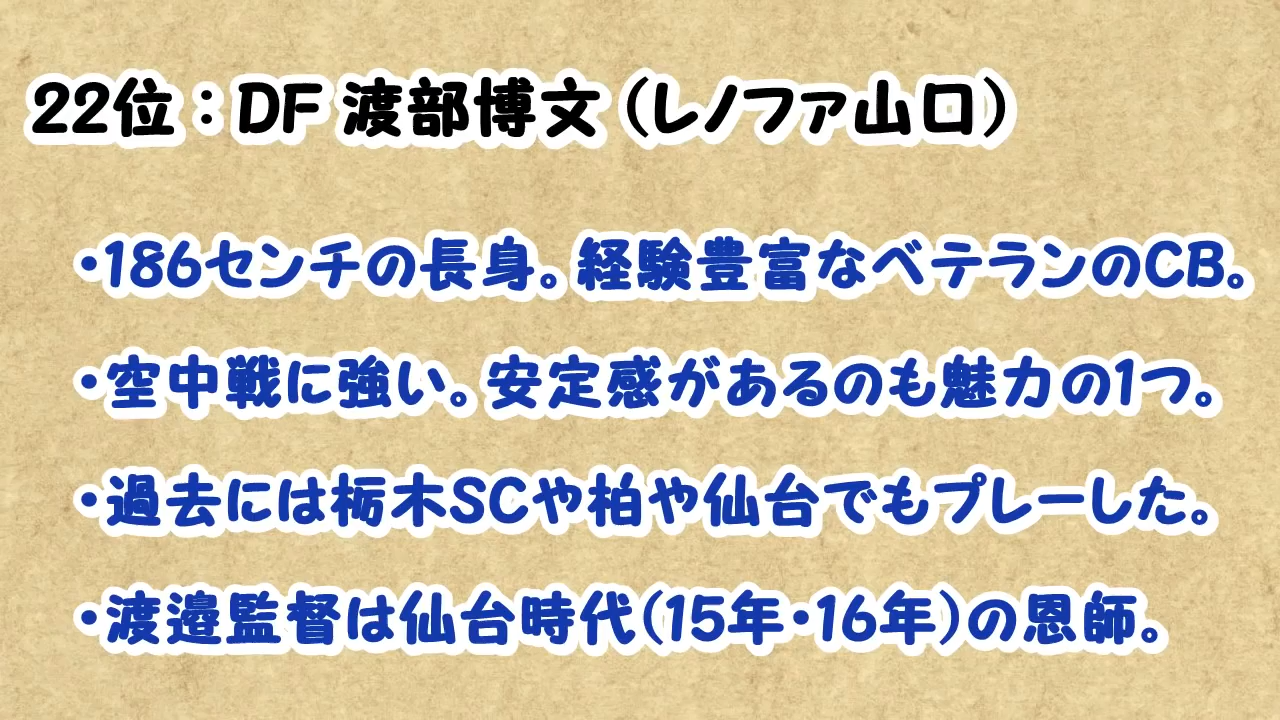 22位：DF 渡部博文（レノファ山口）
・186センチの長身。経験豊富なベテランのCB。
・空中戦に強い。安定感があるのも魅力の1つ。
・過去には栃木SCや柏や仙台でもプレーした。
・渡邉監督は仙台時代（15年・16年）の恩師。